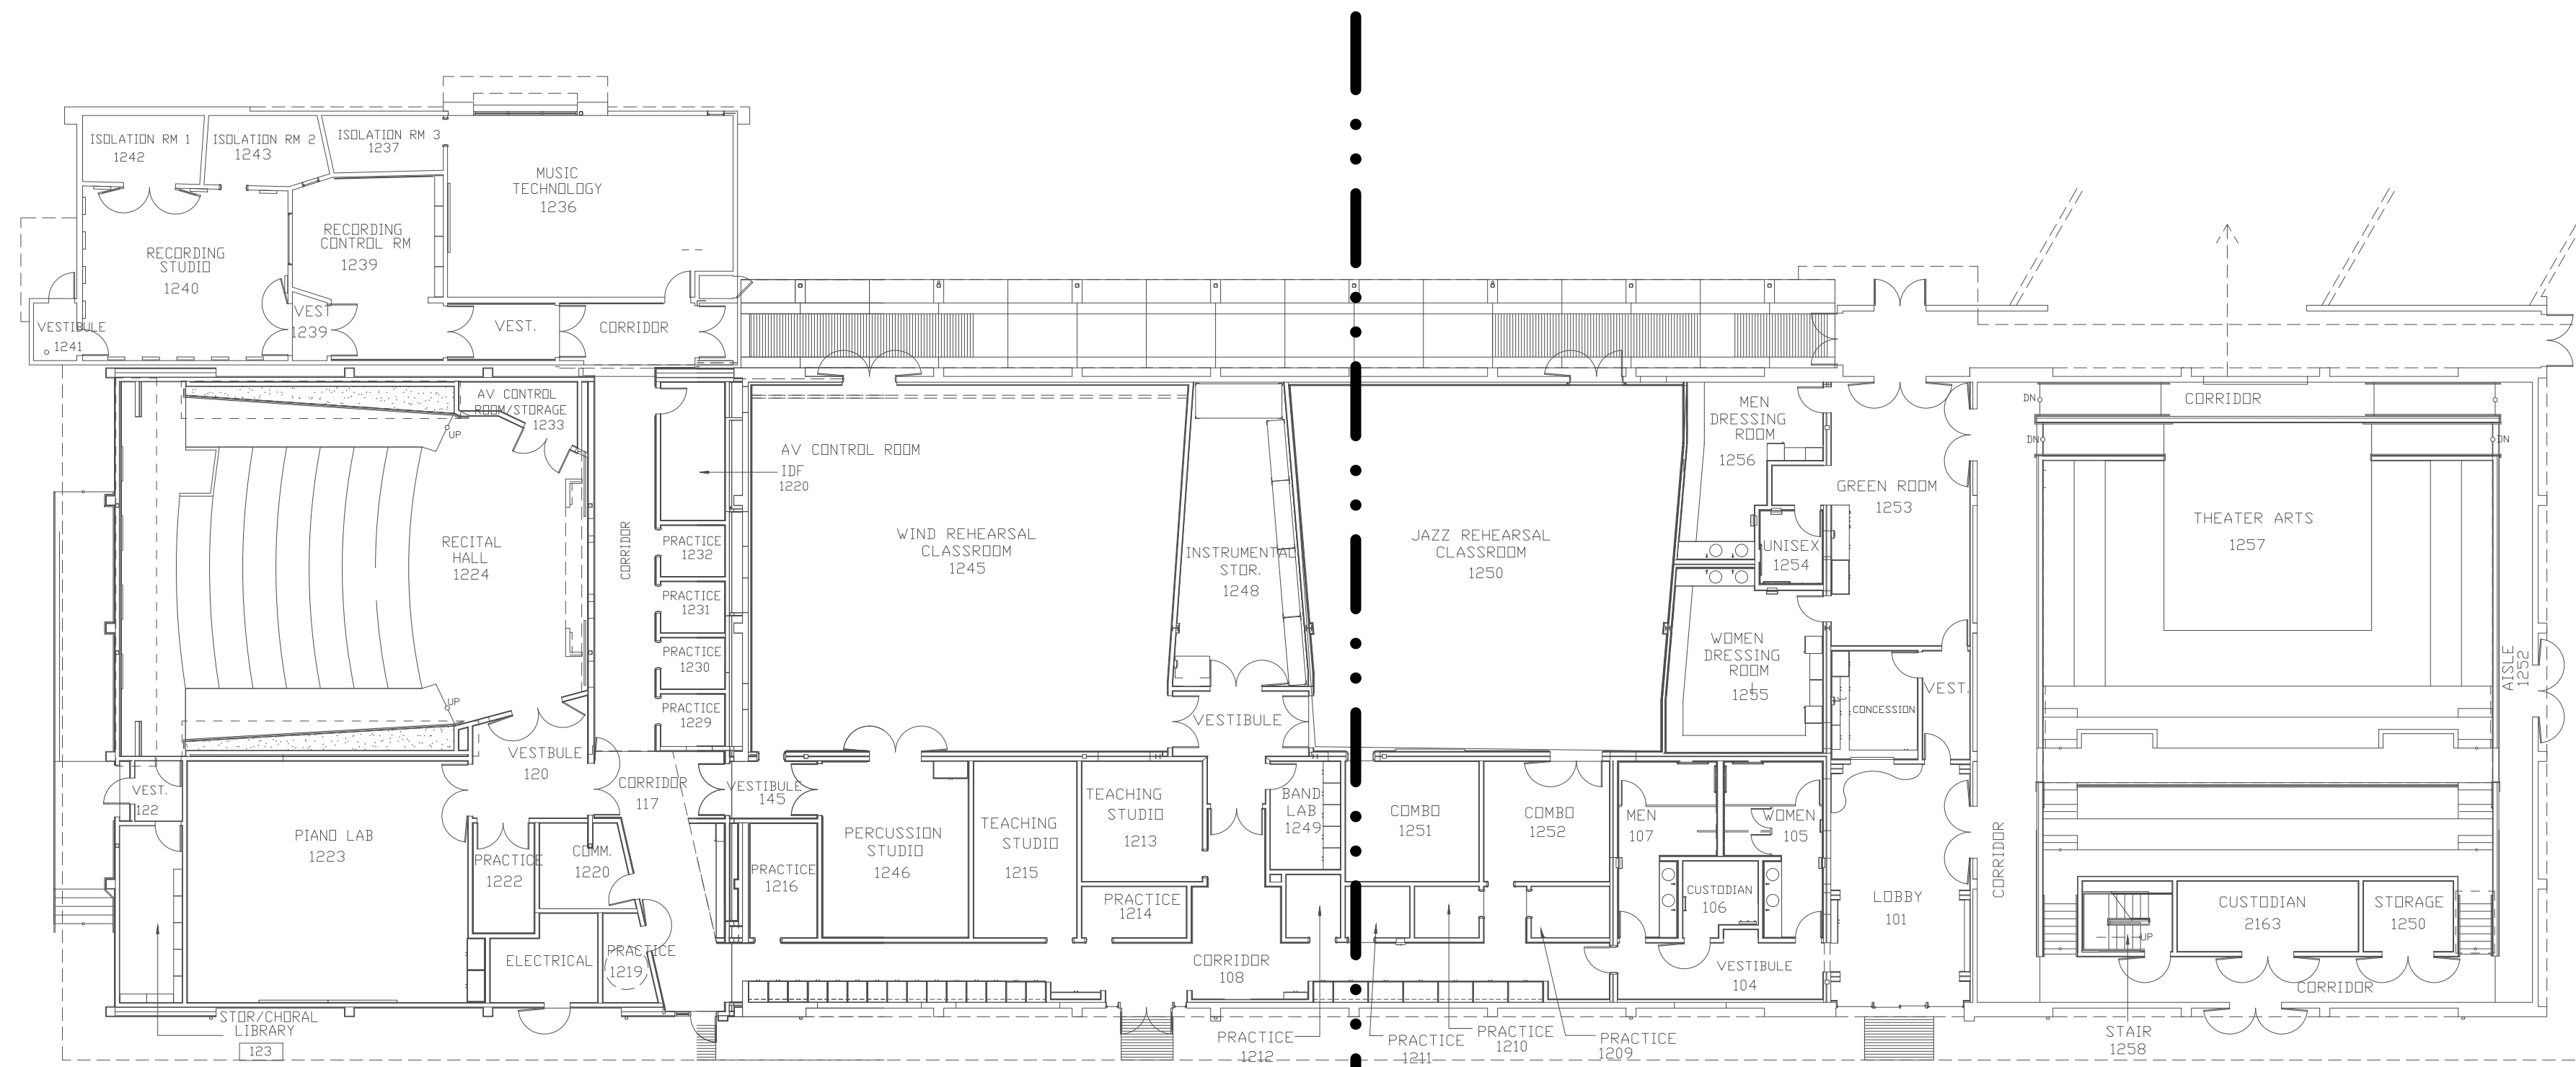 ISOLATION RM 1
1242
ISOLATION RM 2
1243
ISOLATION RM 3
1237
MUSIC
TECHNOLOGY
1236
RECORDING
STUDIO
1240
RECORDING
CONTROL RM
1239
VEST
1239
VESTIBULE
1241
VEST.
CORRIDOR
AV CONTROL
ROOM/STORAGE
1233
UP
RECITAL
HALL
1224
UP
CORRIDOR
AV CONTROL ROOM
IDF
1220
PRACTICE
1232
PRACTICE
1231
PRACTICE
1230
PRACTICE
1229
WIND REHEARSAL
CLASSROOM
1245
INSTRUMENTAL
STOR.
1248
JAZZ REHEARSAL
CLASSROOM
1250
MEN
DRESSING
ROOM
1256
UNISEX
1254
WOMEN
DRESSING
ROOM
1255
GREEN ROOM
1253
CONCESSION
VEST.
DN
CORRIDOR
DN
DN
THEATER ARTS
1257
AISLE
1252
VESTIBULE
VESTBULE
120
CORRIDOR
117
VESTIBULE
145
VEST.
122
PIANO LAB
1223
PRACTICE
1222
COMM.
1220
ELECTRICAL
PRACTICE
1219
PRACTICE
1216
PERCUSSION
STUDIO
1246
TEACHING
STUDIO
1215
TEACHING
STUDIO
1213
PRACTICE
1214
BAND
LAB
1249
COMBO
1251
COMBO
1252
MEN
107
WOMEN
105
CUSTODIAN
106
LOBBY
101
CORRIDOR
CUSTODIAN
2163
STORAGE
1250
UP
CORRIDOR
108
VESTIBULE
104
CORRIDOR
STOR/CHORAL
LIBRARY
123
PRACTICE
1212
PRACTICE
1211
PRACTICE
1210
PRACTICE
1209
STAIR
1258